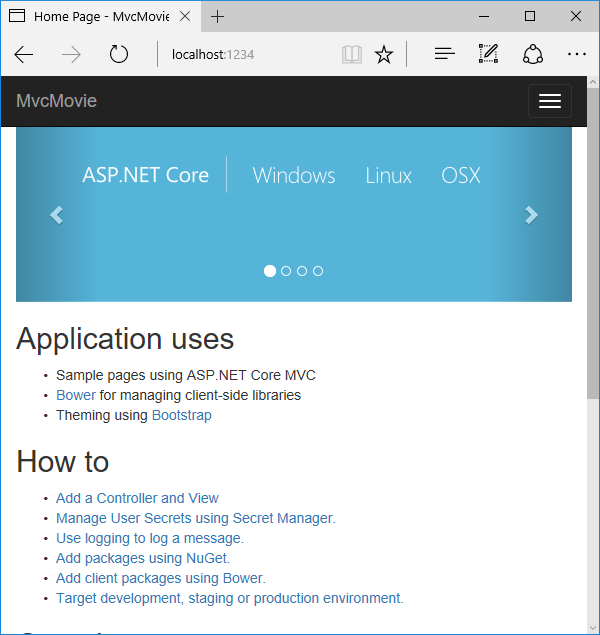 Home Page - MvcMovie
localhost:1234
MvcMovie
ASP.NET Core Windows Linux OSX
Application uses
• Sample pages using ASP.NET Core MVC
• Bower for managing client-side libraries
• Theming using Bootstrap
How to
• Add a Controller and View
• Manage User Secrets using Secret Manager.
• Use logging to log a message.
• Add packages using NuGet.
• Add client packages using Bower.
• Target development, staging or production environment.